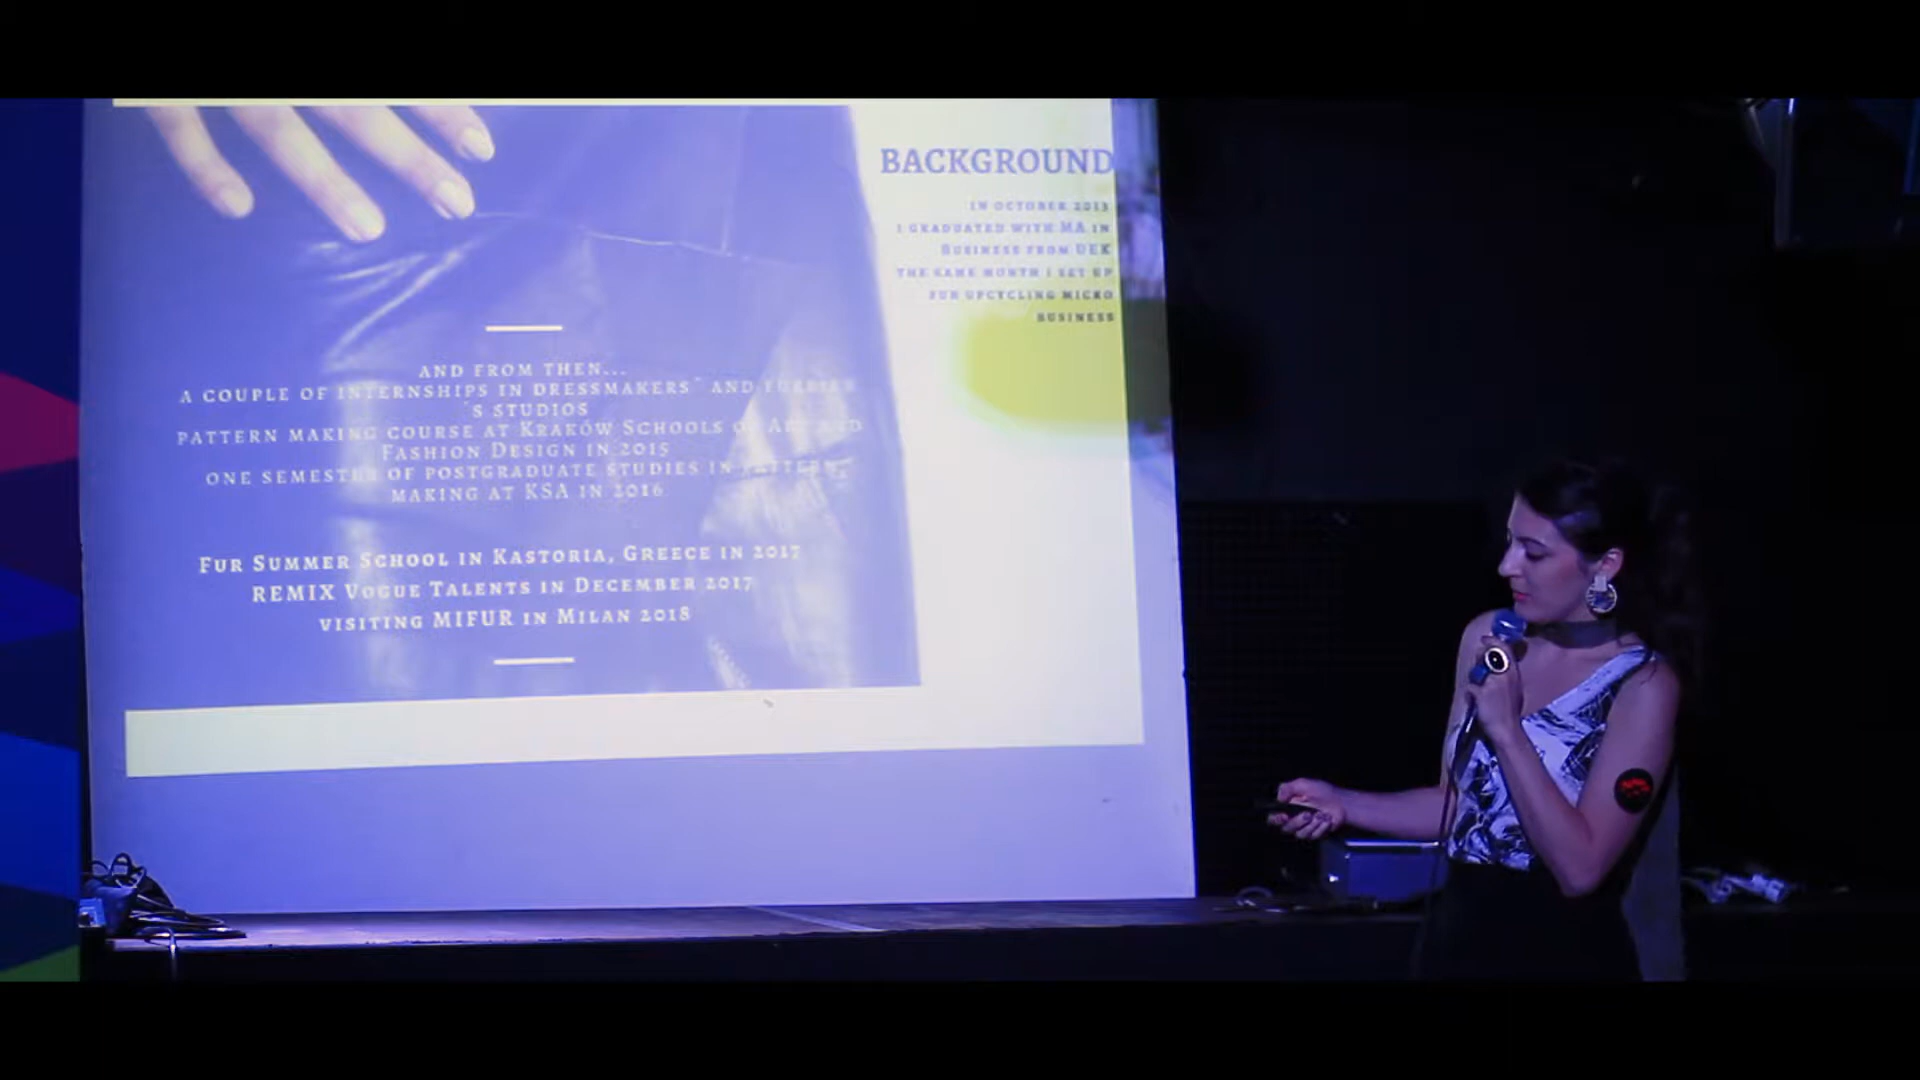 BACKGROUND
IN OCTOBER 2013
I GRADUATED WITH MA IN
BUSINESS FROM UEK
THE SAME MONTH I SET UP
FUR UPCYCLING MICRO
BUSINESS
AND FROM THEN...
A COUPLE OF INTERNSHIPS IN DRESSMAKERS´ AND FURRIER
´S STUDIOS
PATTERN MAKING COURSE AT KRAKÓW SCHOOLS OF ART AND
FASHION DESIGN IN 2015
ONE SEMESTER OF POSTGRADUATE STUDIES IN PATTERN
MAKING AT KSA IN 2016
FUR SUMMER SCHOOL IN KASTORIA, GREECE IN 2017
REMIX VOGUE TALENTS IN DECEMBER 2017
VISITING MIFUR IN MILAN 2018